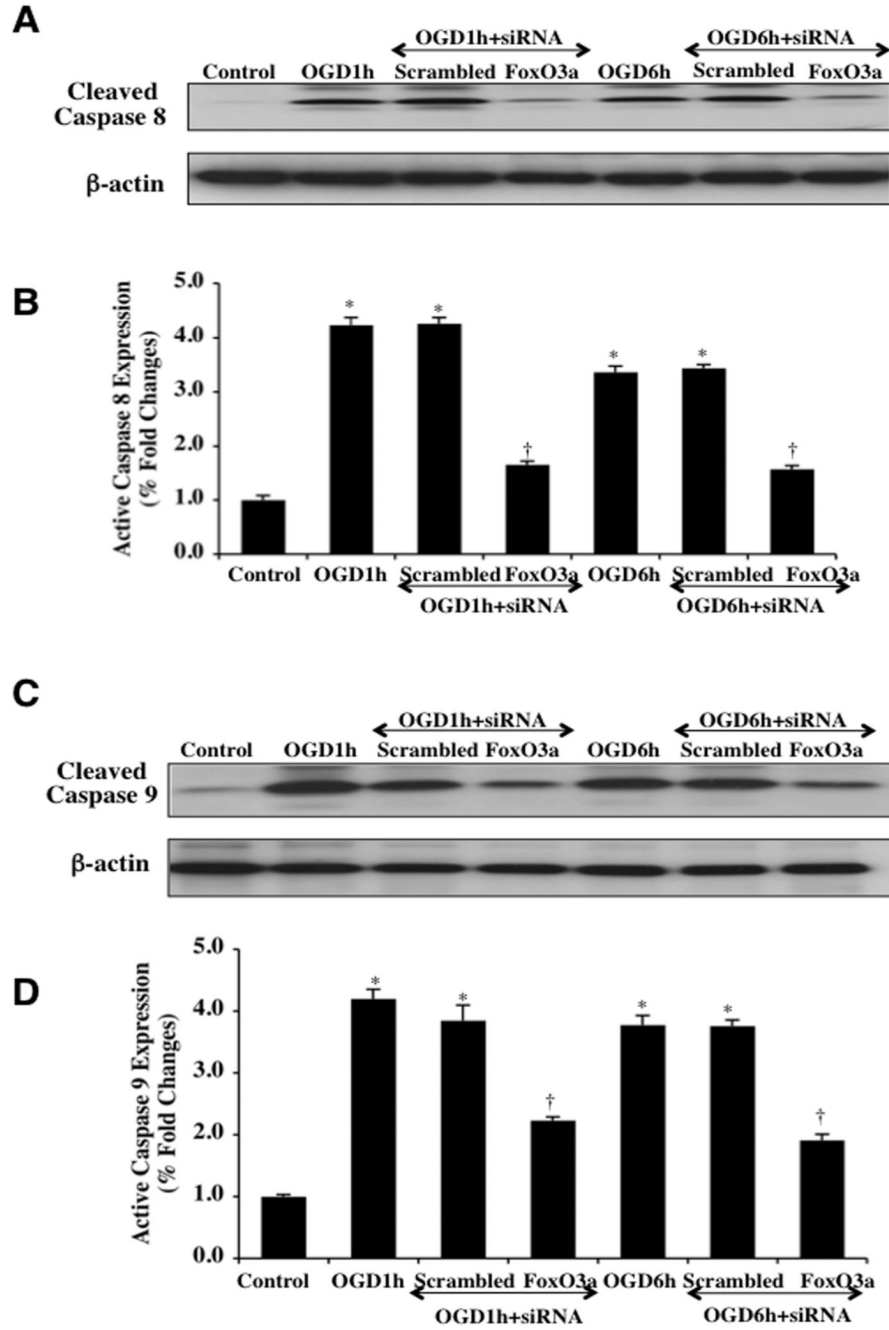 A
OGD1h+siRNA OGD6h+siRNA
Control OGD1h Scrambled FoxO3a OGD6h Scrambled FoxO3a
Cleaved
Caspase 8
β-actin
B
Active Caspase 8 Expression
(% Fold Changes)
5.0
4.0
3.0
2.0
1.0
0.0
* * † * * †
Control OGD1h Scrambled FoxO3a OGD6h Scrambled FoxO3a
OGD1h+siRNA OGD6h+siRNA
C
OGD1h+siRNA OGD6h+siRNA
Control OGD1h Scrambled FoxO3a OGD6h Scrambled FoxO3a
Cleaved
Caspase 9
β-actin
D
Active Caspase 9 Expression
(% Fold Changes)
5.0
4.0
3.0
2.0
1.0
0.0
* * † * * †
Control OGD1h Scrambled FoxO3a OGD6h Scrambled FoxO3a
OGD1h+siRNA OGD6h+siRNA